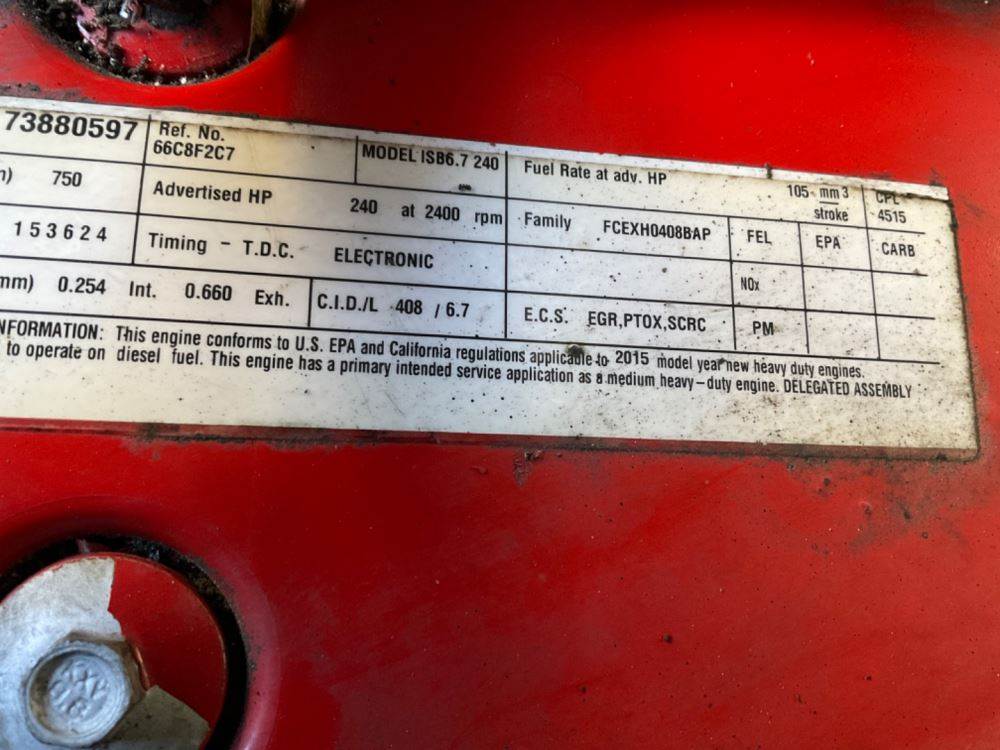 73880597
Ref. No.
66C8F2C7
MODEL ISB6.7 240
Fuel Rate at adv. HP
105 mm3
stroke
CPL
4515
750
Advertised HP
240 at 2400 rpm
Family FCEXH0408BAP
FEL
EPA
CARB
153624
Timing - T.D.C. ELECTRONIC
NOx
mm) 0.254 Int. 0.660 Exh.
C.I.D./L 408 / 6.7
E.C.S. EGR,PTOX,SCRC
PM
NFORMATION: This engine conforms to U.S. EPA and California regulations applicable to 2015 model year new heavy duty engines.
to operate on diesel fuel. This engine has a primary intended service application as a medium heavy-duty engine. DELEGATED ASSEMBLY